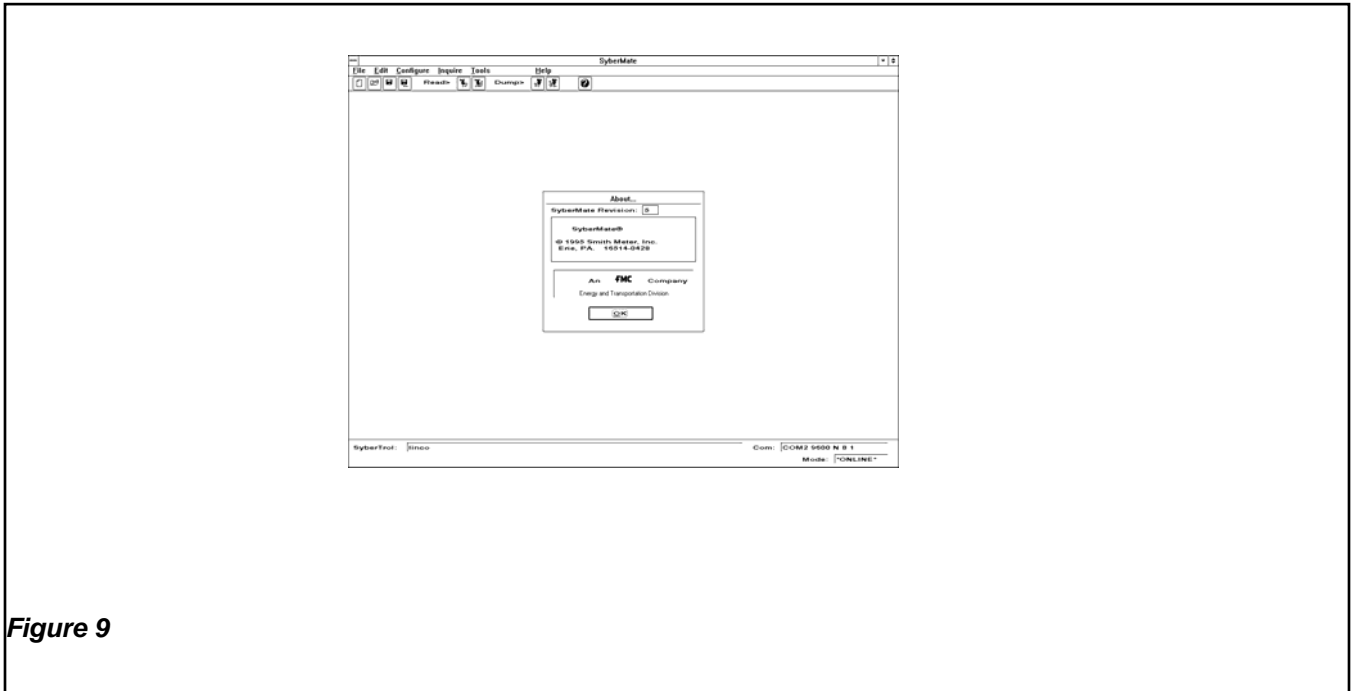 SyberMate
File Edit Configure Inquire Tools Help
Read> Dump>
About...
SyberMate Revision:
SyberMate®
© 1995 Smith Meter, Inc.
Erie, PA. 16514-0428
An FMC Company
Energy and Transportation Division
OK
SyberTrol: Com: COM2 9600 N 8 1
Mode: *ONLINE*
Figure 9